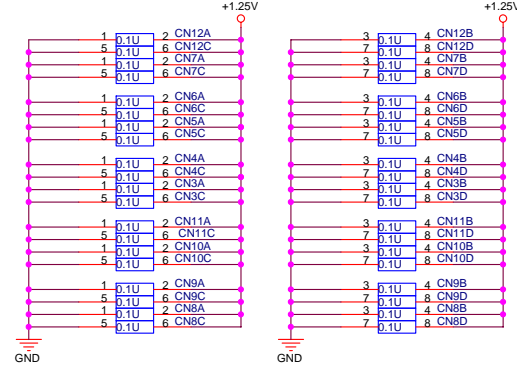 +1.25V +1.25V
1 0.1U 2 CN12A 3 0.1U 4 CN12B
5 0.1U 6 CN12C 7 0.1U 8 CN12D
1 0.1U 2 CN7A 3 0.1U 4 CN7B
5 0.1U 6 CN7C 7 0.1U 8 CN7D
1 0.1U 2 CN6A 3 0.1U 4 CN6B
5 0.1U 6 CN6C 7 0.1U 8 CN6D
1 0.1U 2 CN5A 3 0.1U 4 CN5B
5 0.1U 6 CN5C 7 0.1U 8 CN5D
1 0.1U 2 CN4A 3 0.1U 4 CN4B
5 0.1U 6 CN4C 7 0.1U 8 CN4D
1 0.1U 2 CN3A 3 0.1U 4 CN3B
5 0.1U 6 CN3C 7 0.1U 8 CN3D
1 0.1U 2 CN11A 3 0.1U 4 CN11B
5 0.1U 6 CN11C 7 0.1U 8 CN11D
1 0.1U 2 CN10A 3 0.1U 4 CN10B
5 0.1U 6 CN10C 7 0.1U 8 CN10D
1 0.1U 2 CN9A 3 0.1U 4 CN9B
5 0.1U 6 CN9C 7 0.1U 8 CN9D
1 0.1U 2 CN8A 3 0.1U 4 CN8B
5 0.1U 6 CN8C 7 0.1U 8 CN8D
GND GND